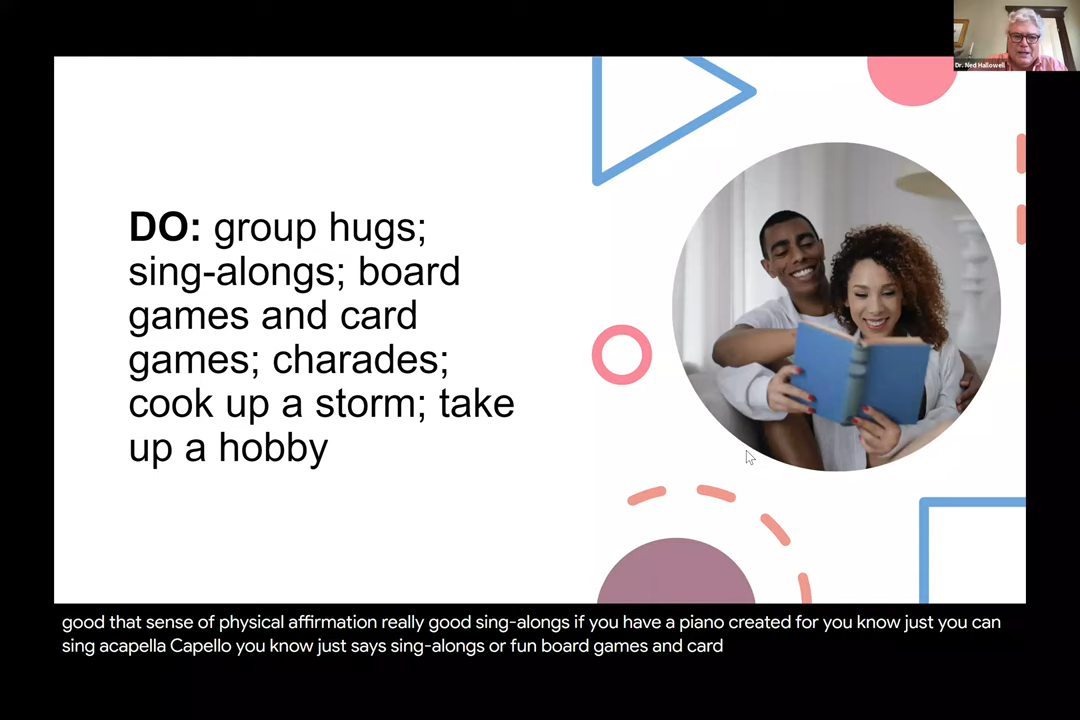 Dr. Ned Hallowell
DO: group hugs;
sing-alongs; board
games and card
games; charades;
cook up a storm; take
up a hobby
good that sense of physical affirmation really good sing-alongs if you have a piano created for you know just you can
sing acapella Capello you know just says sing-alongs or fun board games and card